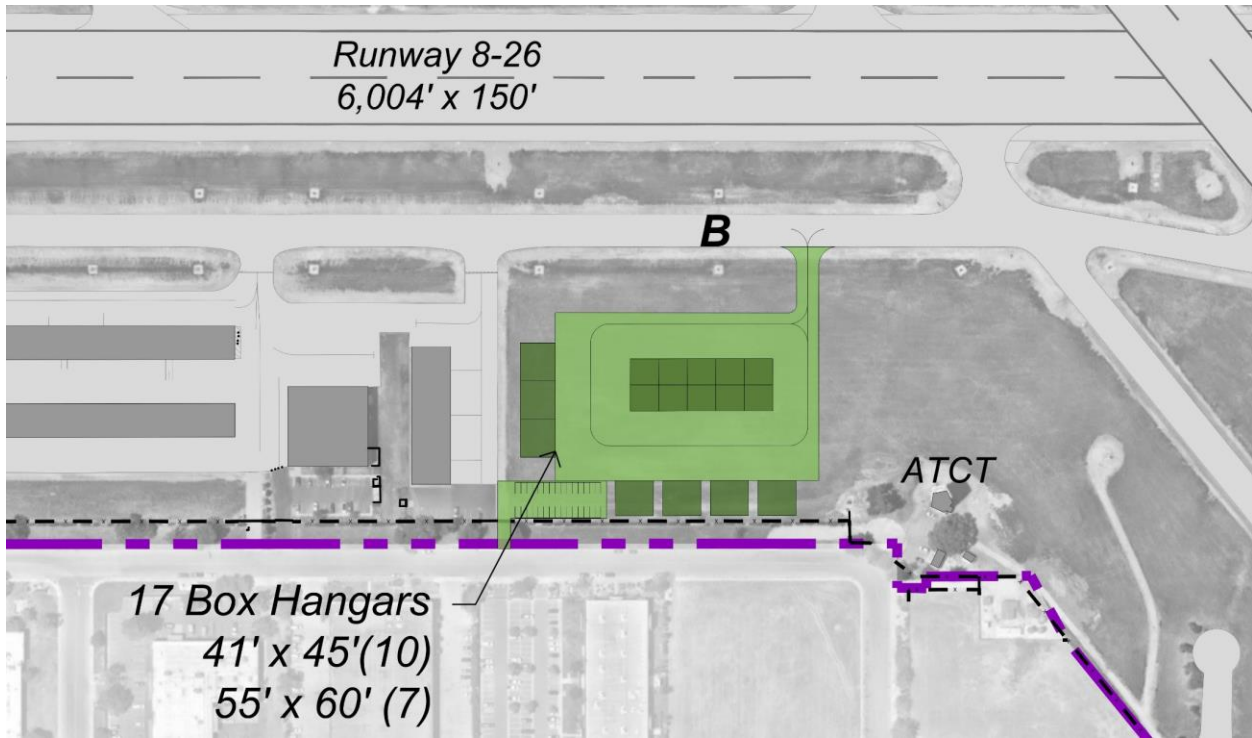 Runway 8-26
6,004' x 150'
B
ATCT
17 Box Hangars
41' x 45'(10)
55' x 60' (7)